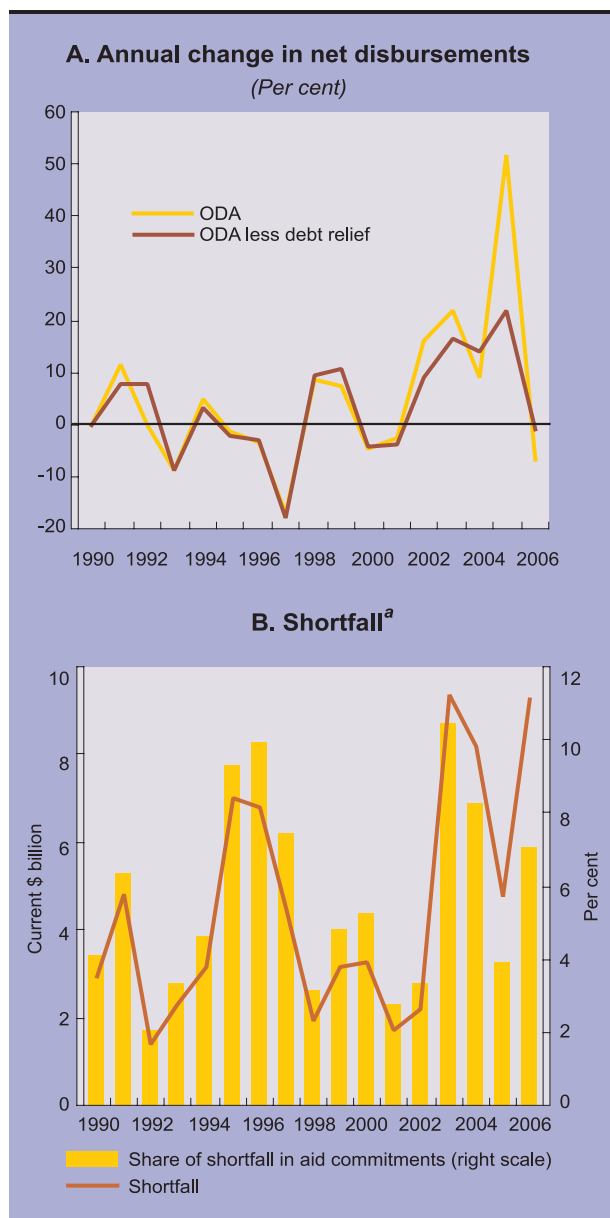 A. Annual change in net disbursements
(Per cent)
60
50
40
30
20
10
0
-10
-20
ODA
ODA less debt relief
1990 1992 1994 1996 1998 2000 2002 2004 2006
B. Shortfall a
10
8
6
4
2
0
Current $ billion
12
10
8
6
4
2
0
Per cent
1990 1992 1994 1996 1998 2000 2002 2004 2006
Share of shortfall in aid commitments (right scale)
Shortfall